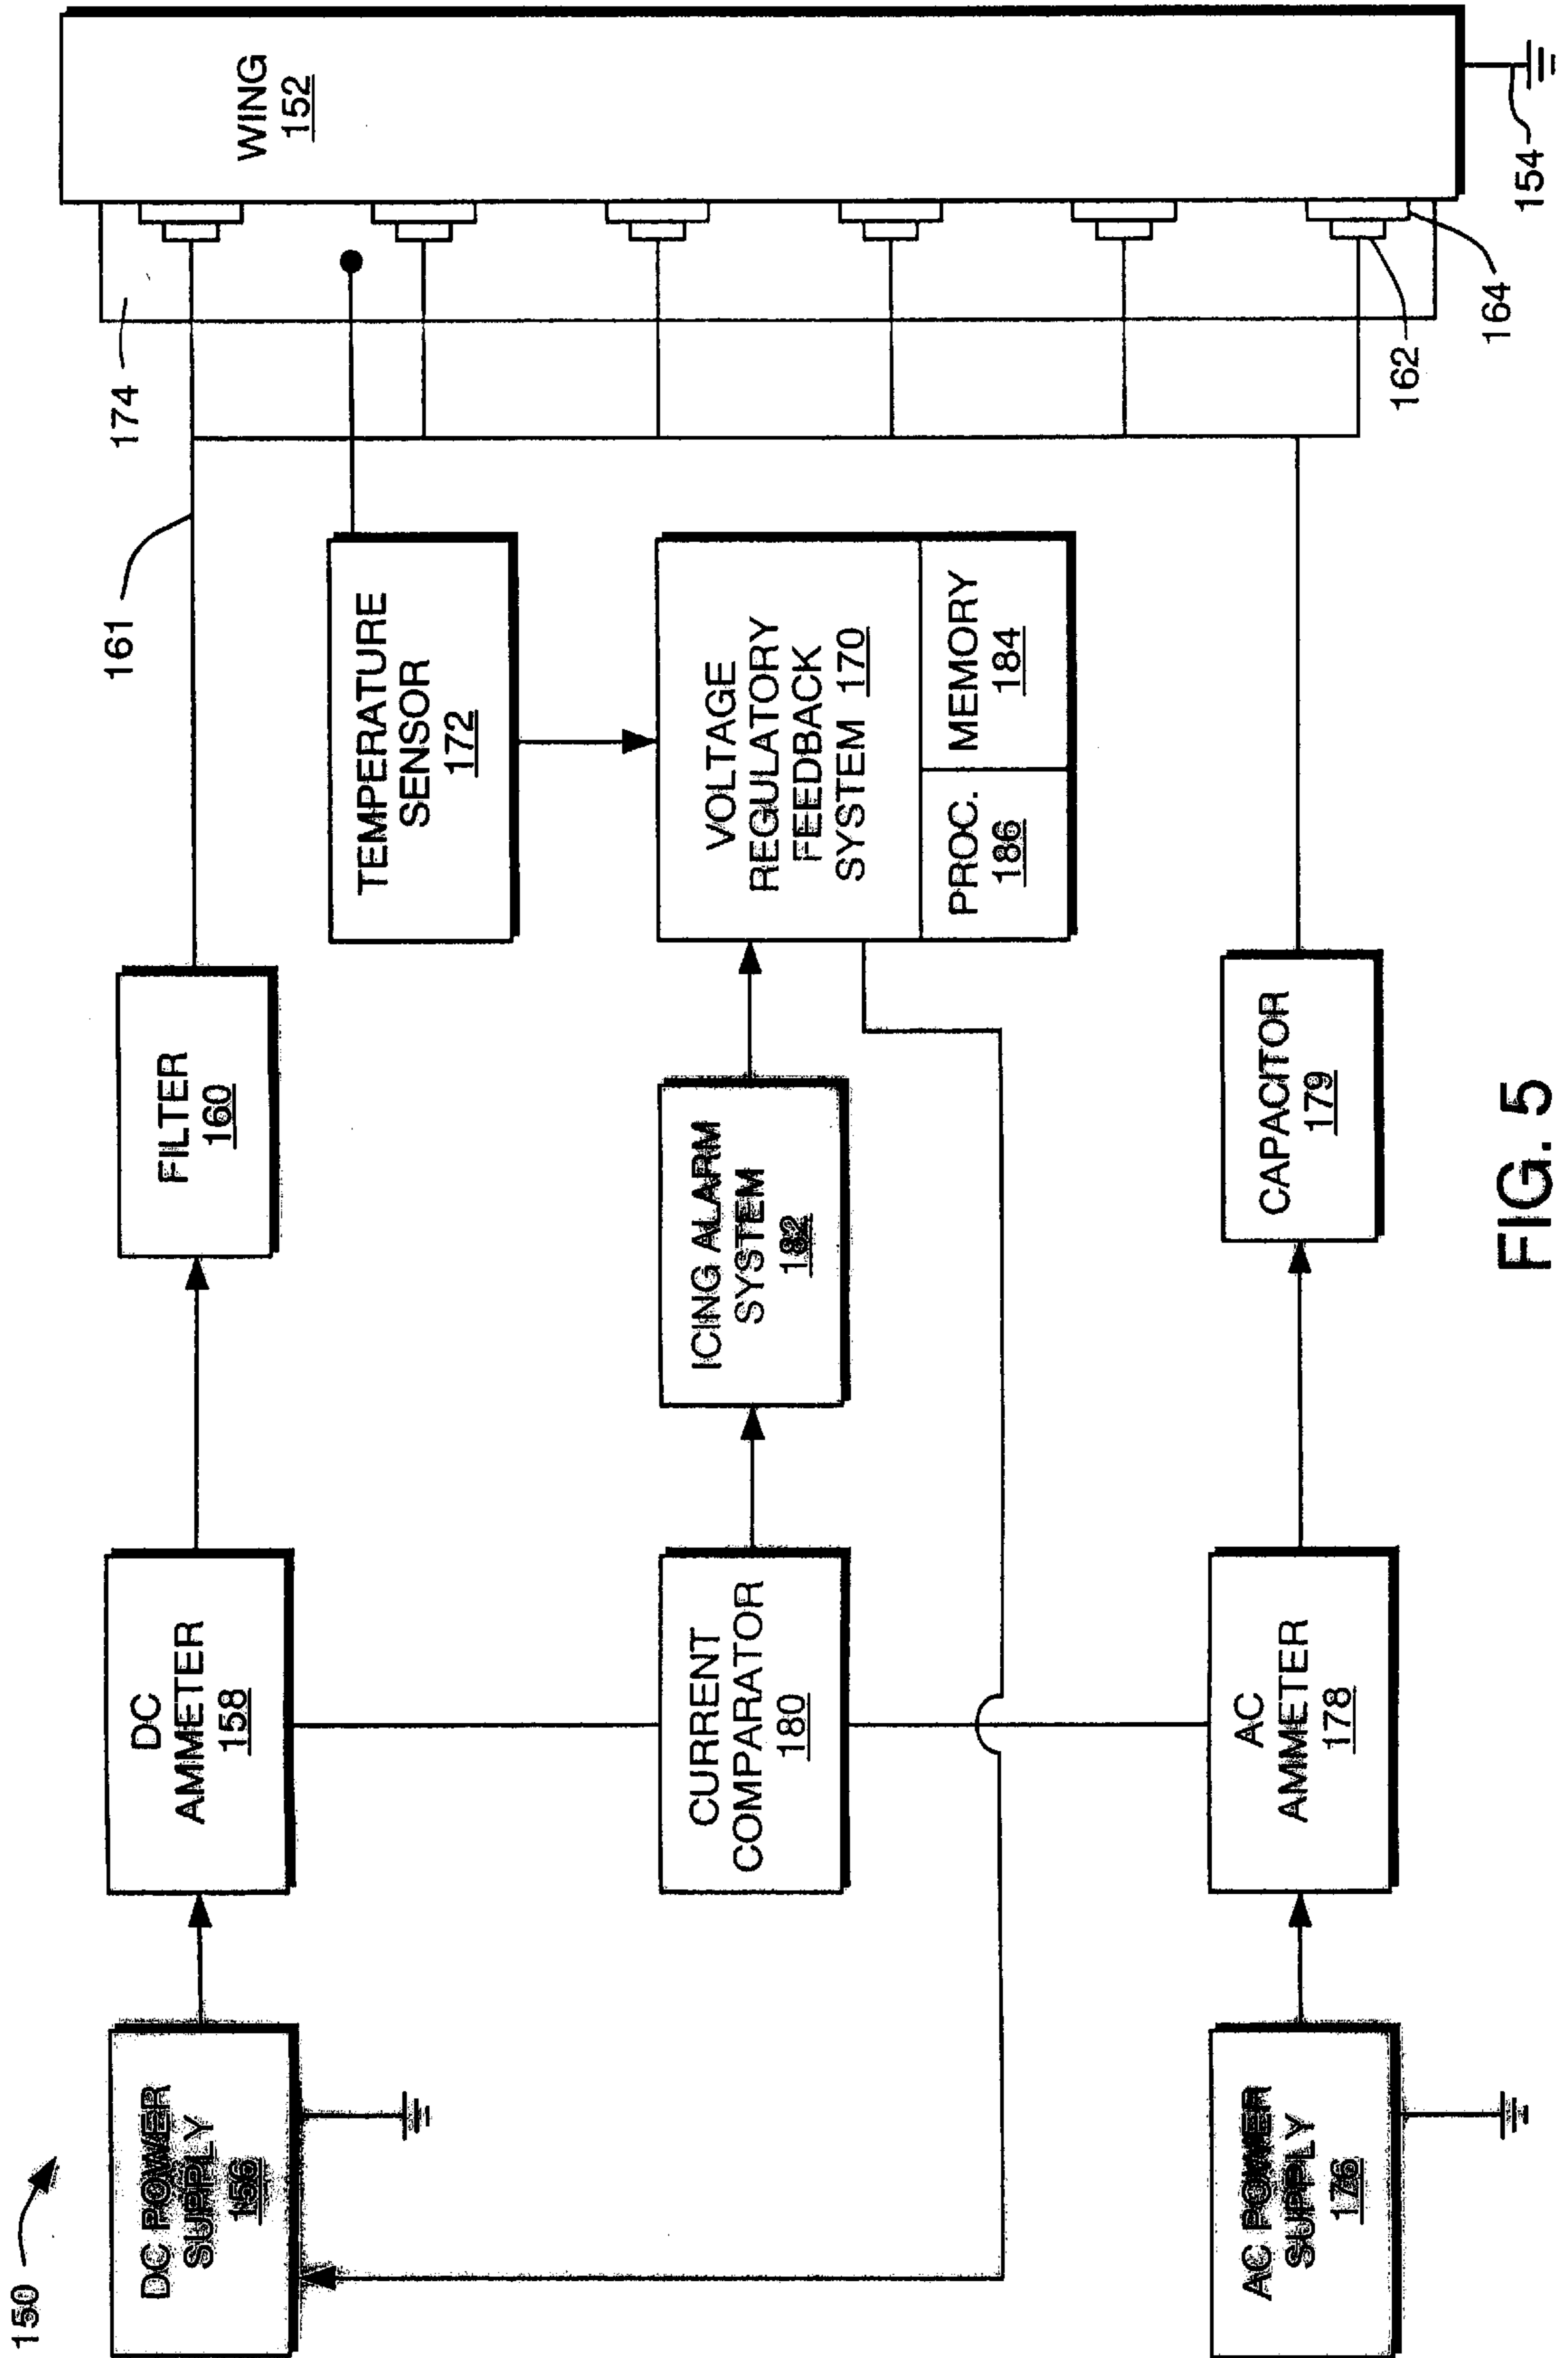 150
DC POWER
SUPPLY
156
DC
AMMETER
158
FILTER
160
161
174
WING
152
TEMPERATURE
SENSOR
172
CURRENT
COMPARATOR
180
ICING ALARM
SYSTEM
182
VOLTAGE
REGULATORY
FEEDBACK
SYSTEM 170
PROC.
186
MEMORY
184
AC POWER
SUPPLY
176
AC
AMMETER
178
CAPACITOR
179
162
164
154
FIG. 5